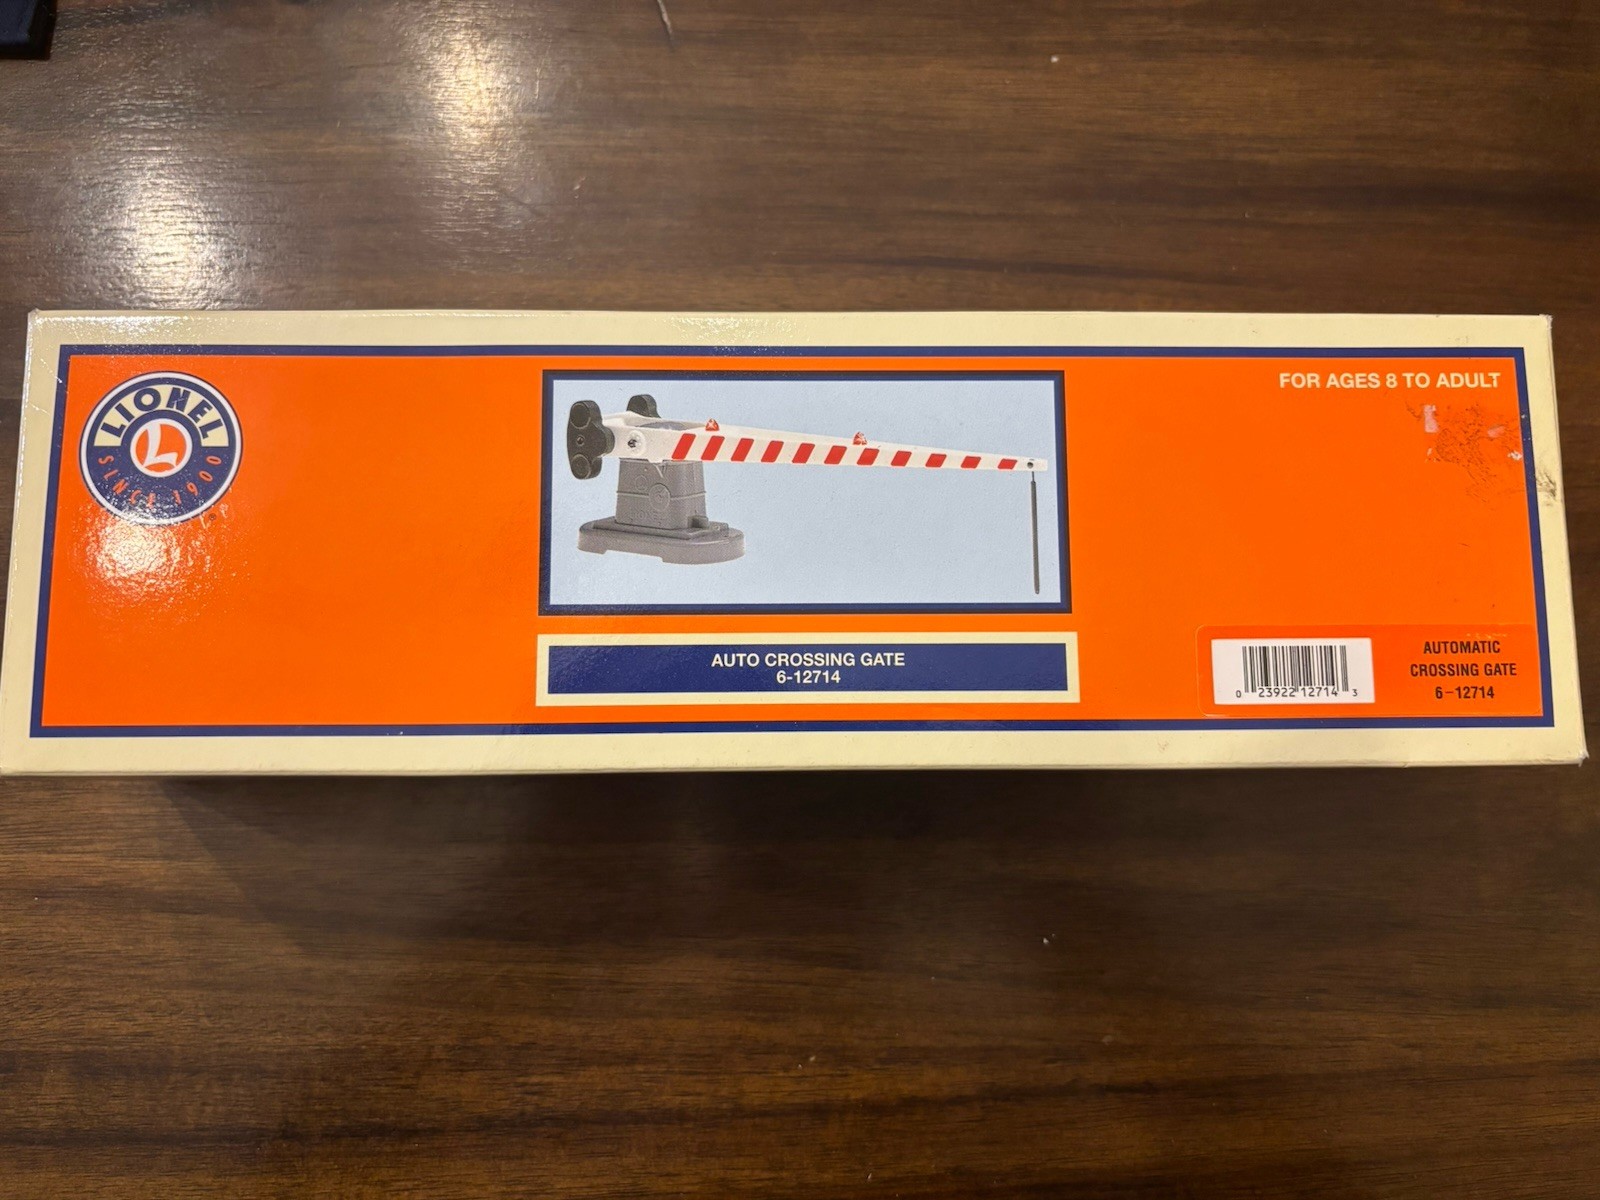 LIONEL
L
SINCE 1900
FOR AGES 8 TO ADULT
AUTO CROSSING GATE
6-12714
AUTOMATIC
CROSSING GATE
6-12714
0 23922 12714 3